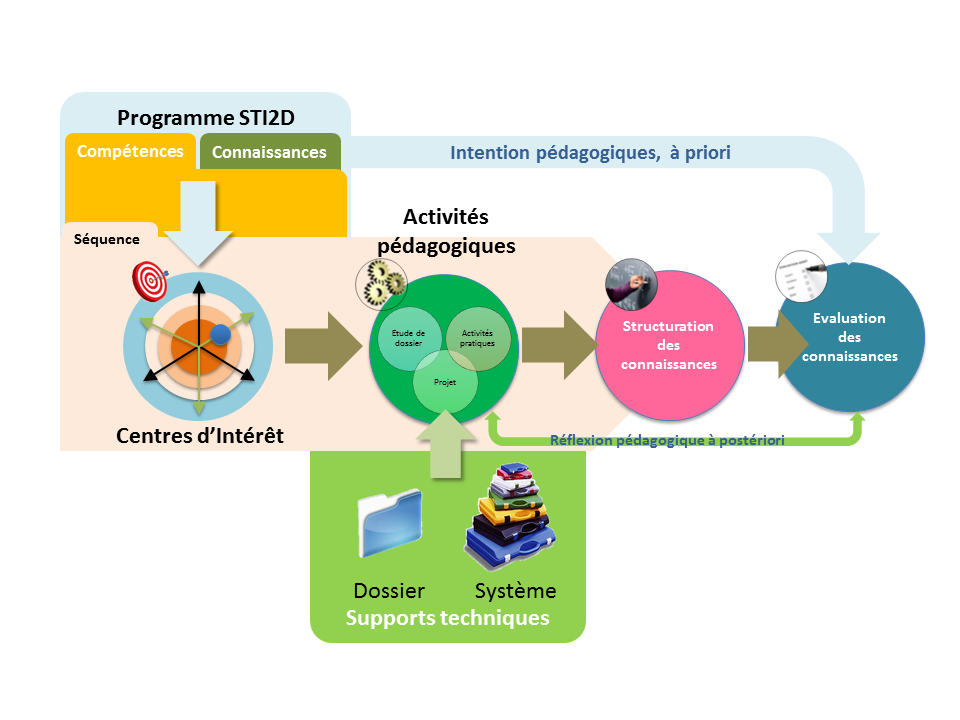 Programme STI2D
Compétences
Connaissances
Intention pédagogiques, à priori
Séquence
Activités
pédagogiques
Etude de
dossier
Activités
pratiques
Projet
Structuration
des
connaissances
Evaluation
des
connaissances
Centres d’Intérêt
Réflexion pédagogique à postériori
Dossier
Système
Supports techniques